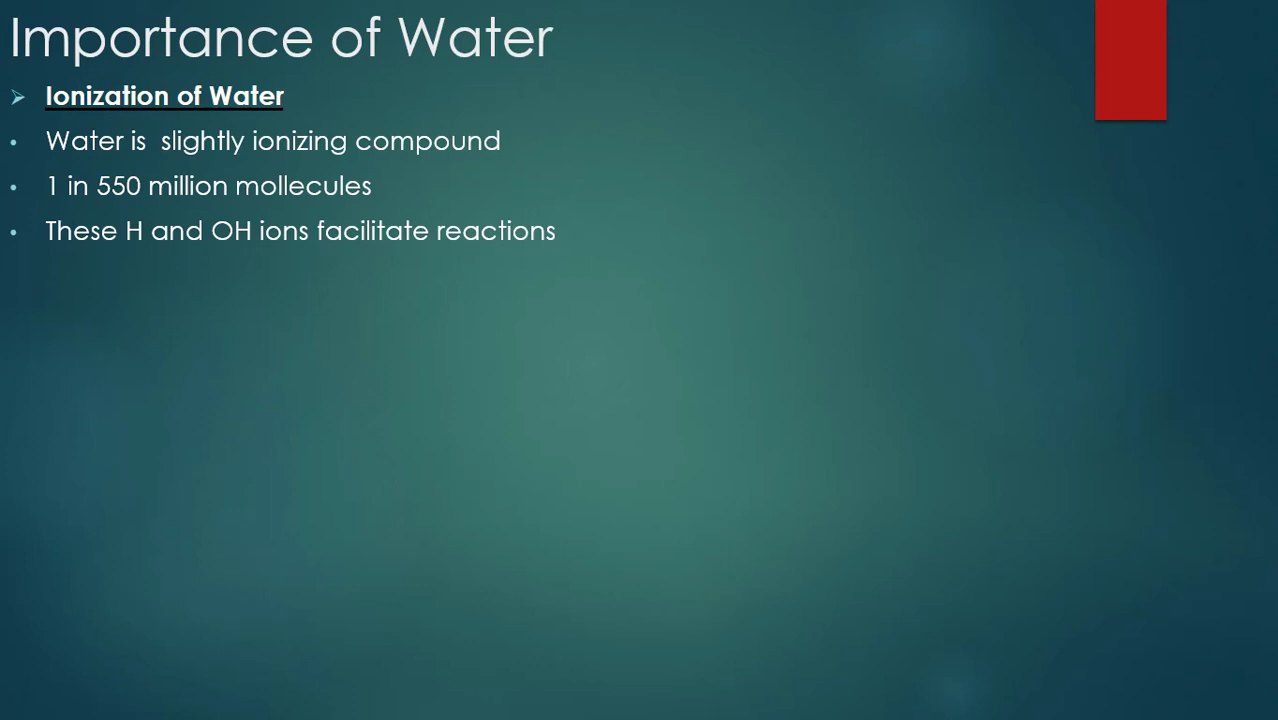 Importance of Water
Ionization of Water
Water is  slightly ionizing compound
1 in 550 million mollecules
These H and OH ions facilitate reactions